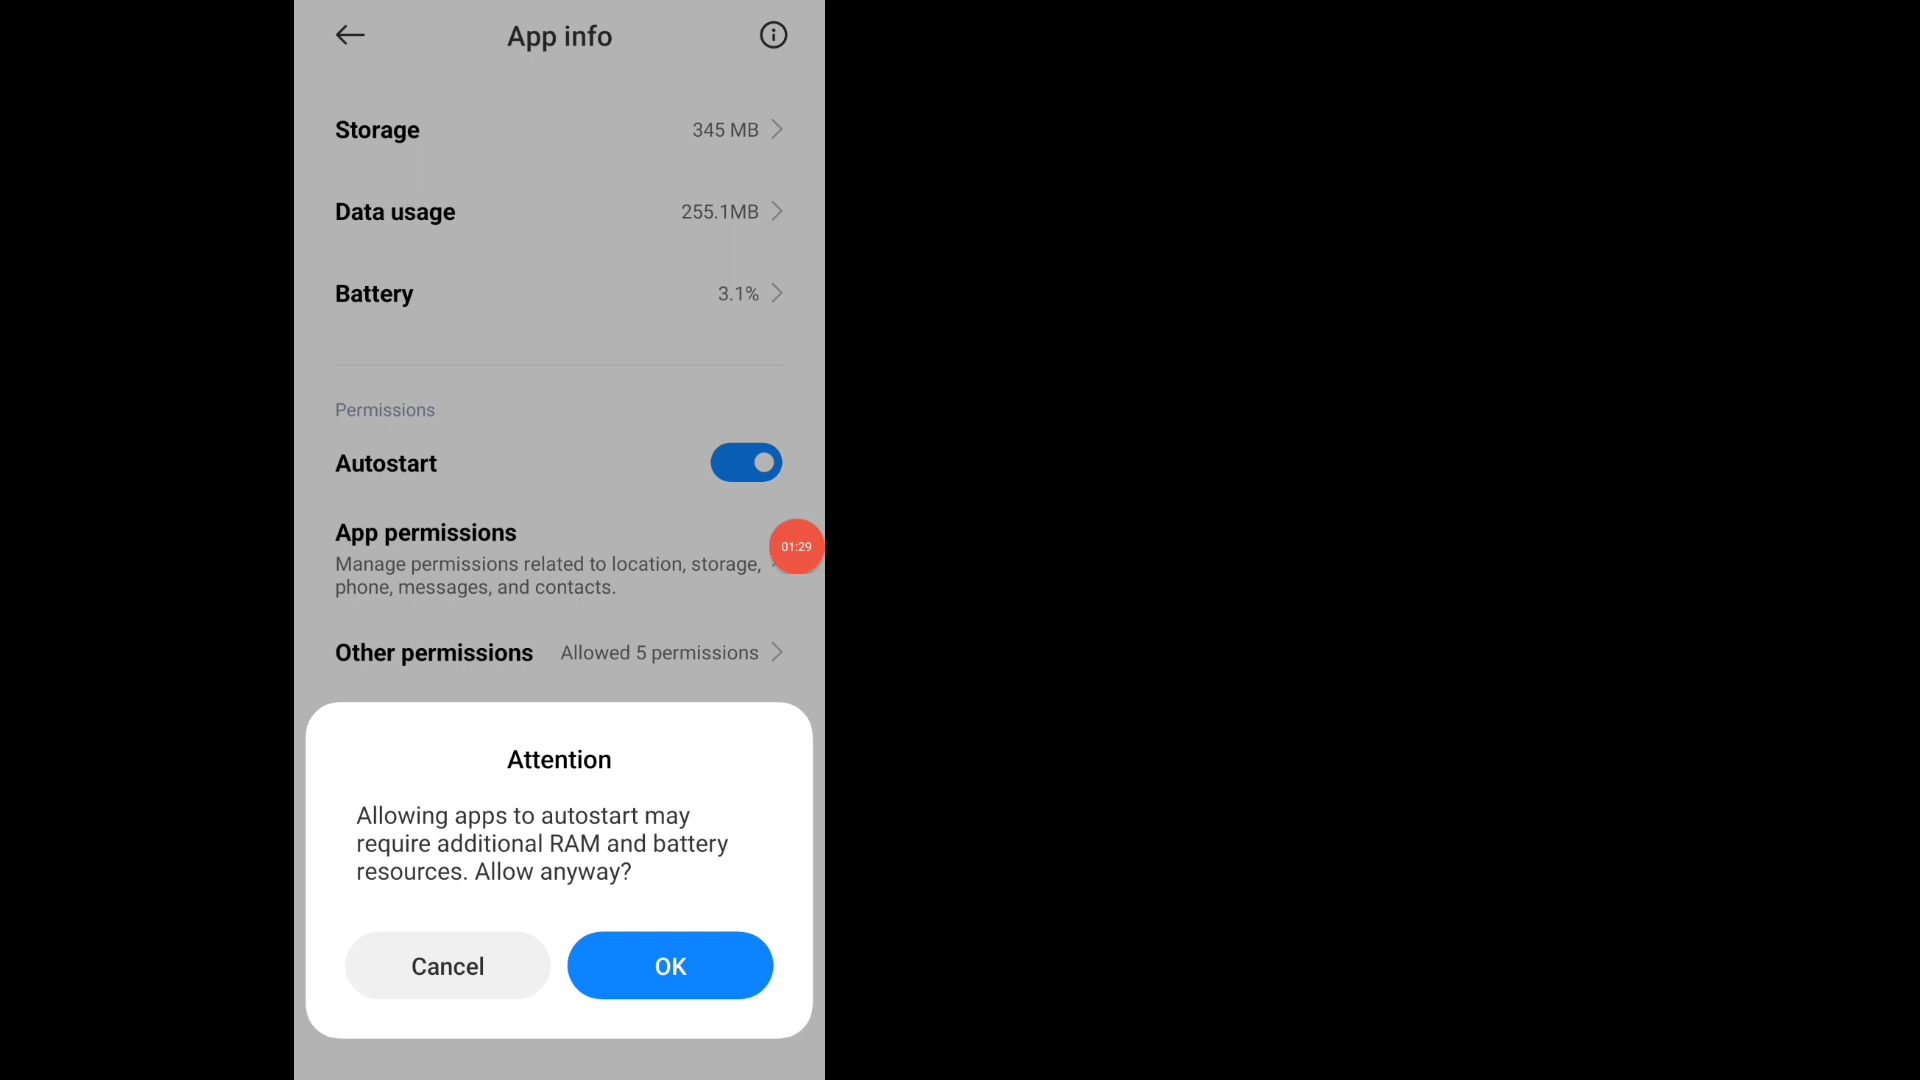 App info
Storage 345 MB
Data usage 255.1MB
Battery 3.1%
Permissions
Autostart
App permissions
Manage permissions related to location, storage,
phone, messages, and contacts.
01:29
Other permissions Allowed 5 permissions
Attention
Allowing apps to autostart may
require additional RAM and battery
resources. Allow anyway?
Cancel OK